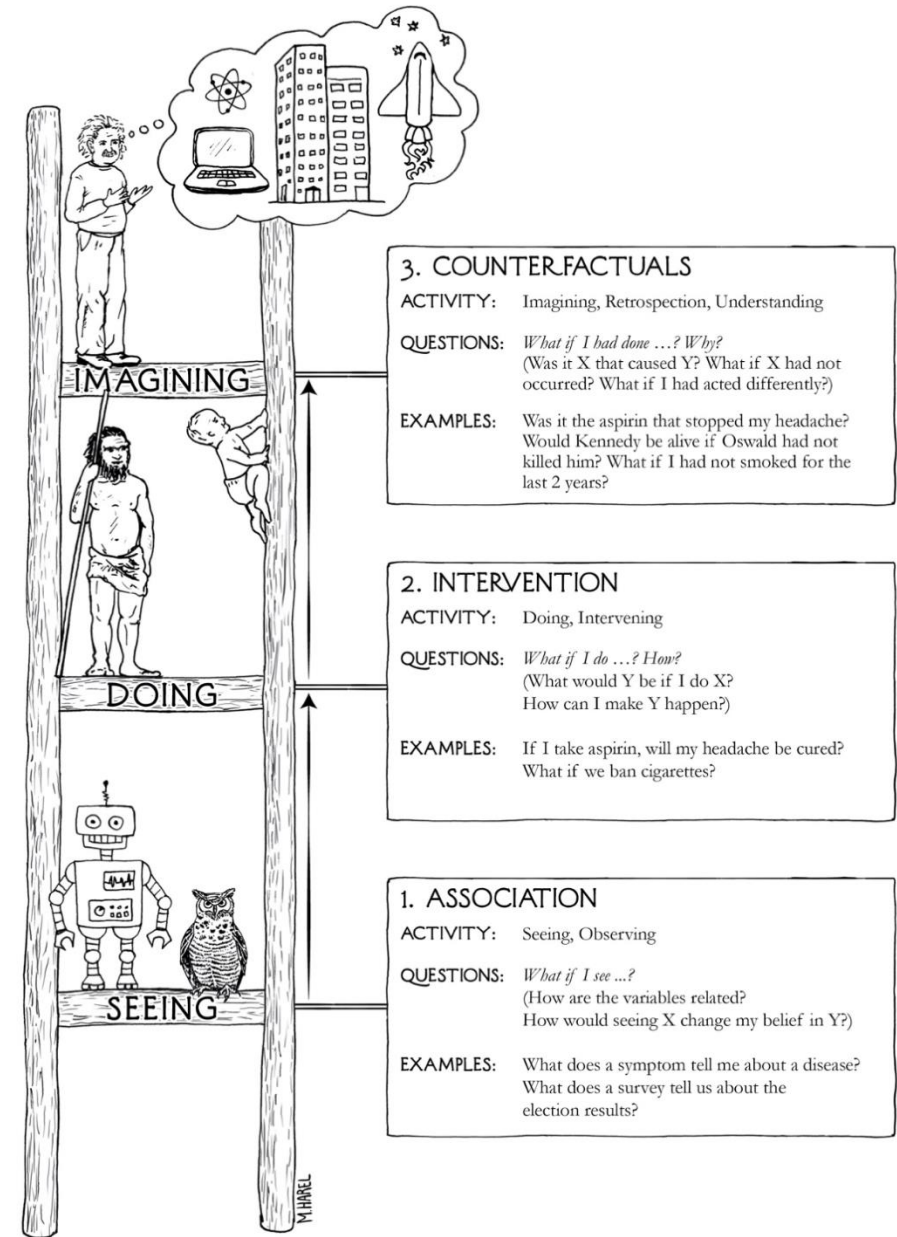 IMAGINING
DOING
SEEING
3. COUNTERFACTUALS
ACTIVITY: Imagining, Retrospection, Understanding
QUESTIONS: What if I had done …? Why?
(Was it X that caused Y? What if X had not
occurred? What if I had acted differently?)
EXAMPLES: Was it the aspirin that stopped my headache?
Would Kennedy be alive if Oswald had not
killed him? What if I had not smoked for the
last 2 years?
2. INTERVENTION
ACTIVITY: Doing, Intervening
QUESTIONS: What if I do …? How?
(What would Y be if I do X?
How can I make Y happen?)
EXAMPLES: If I take aspirin, will my headache be cured?
What if we ban cigarettes?
1. ASSOCIATION
ACTIVITY: Seeing, Observing
QUESTIONS: What if I see ...?
(How are the variables related?
How would seeing X change my belief in Y?)
EXAMPLES: What does a symptom tell me about a disease?
What does a survey tell us about the
election results?
M.HAREL